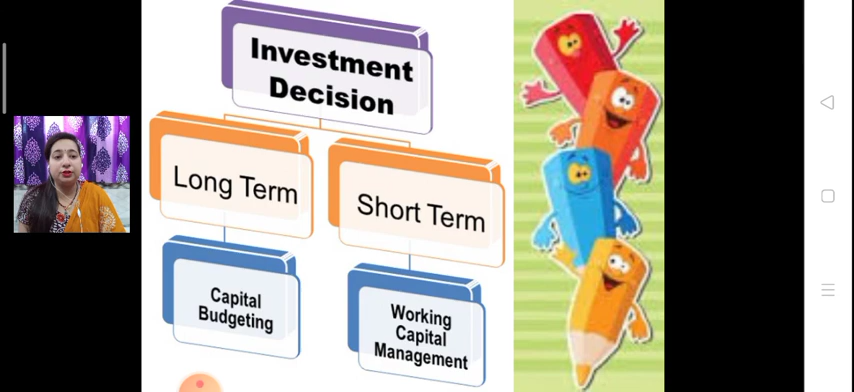 Investment
Decision
Long Term
Short Term
Capital
Budgeting
Working
Capital
Management